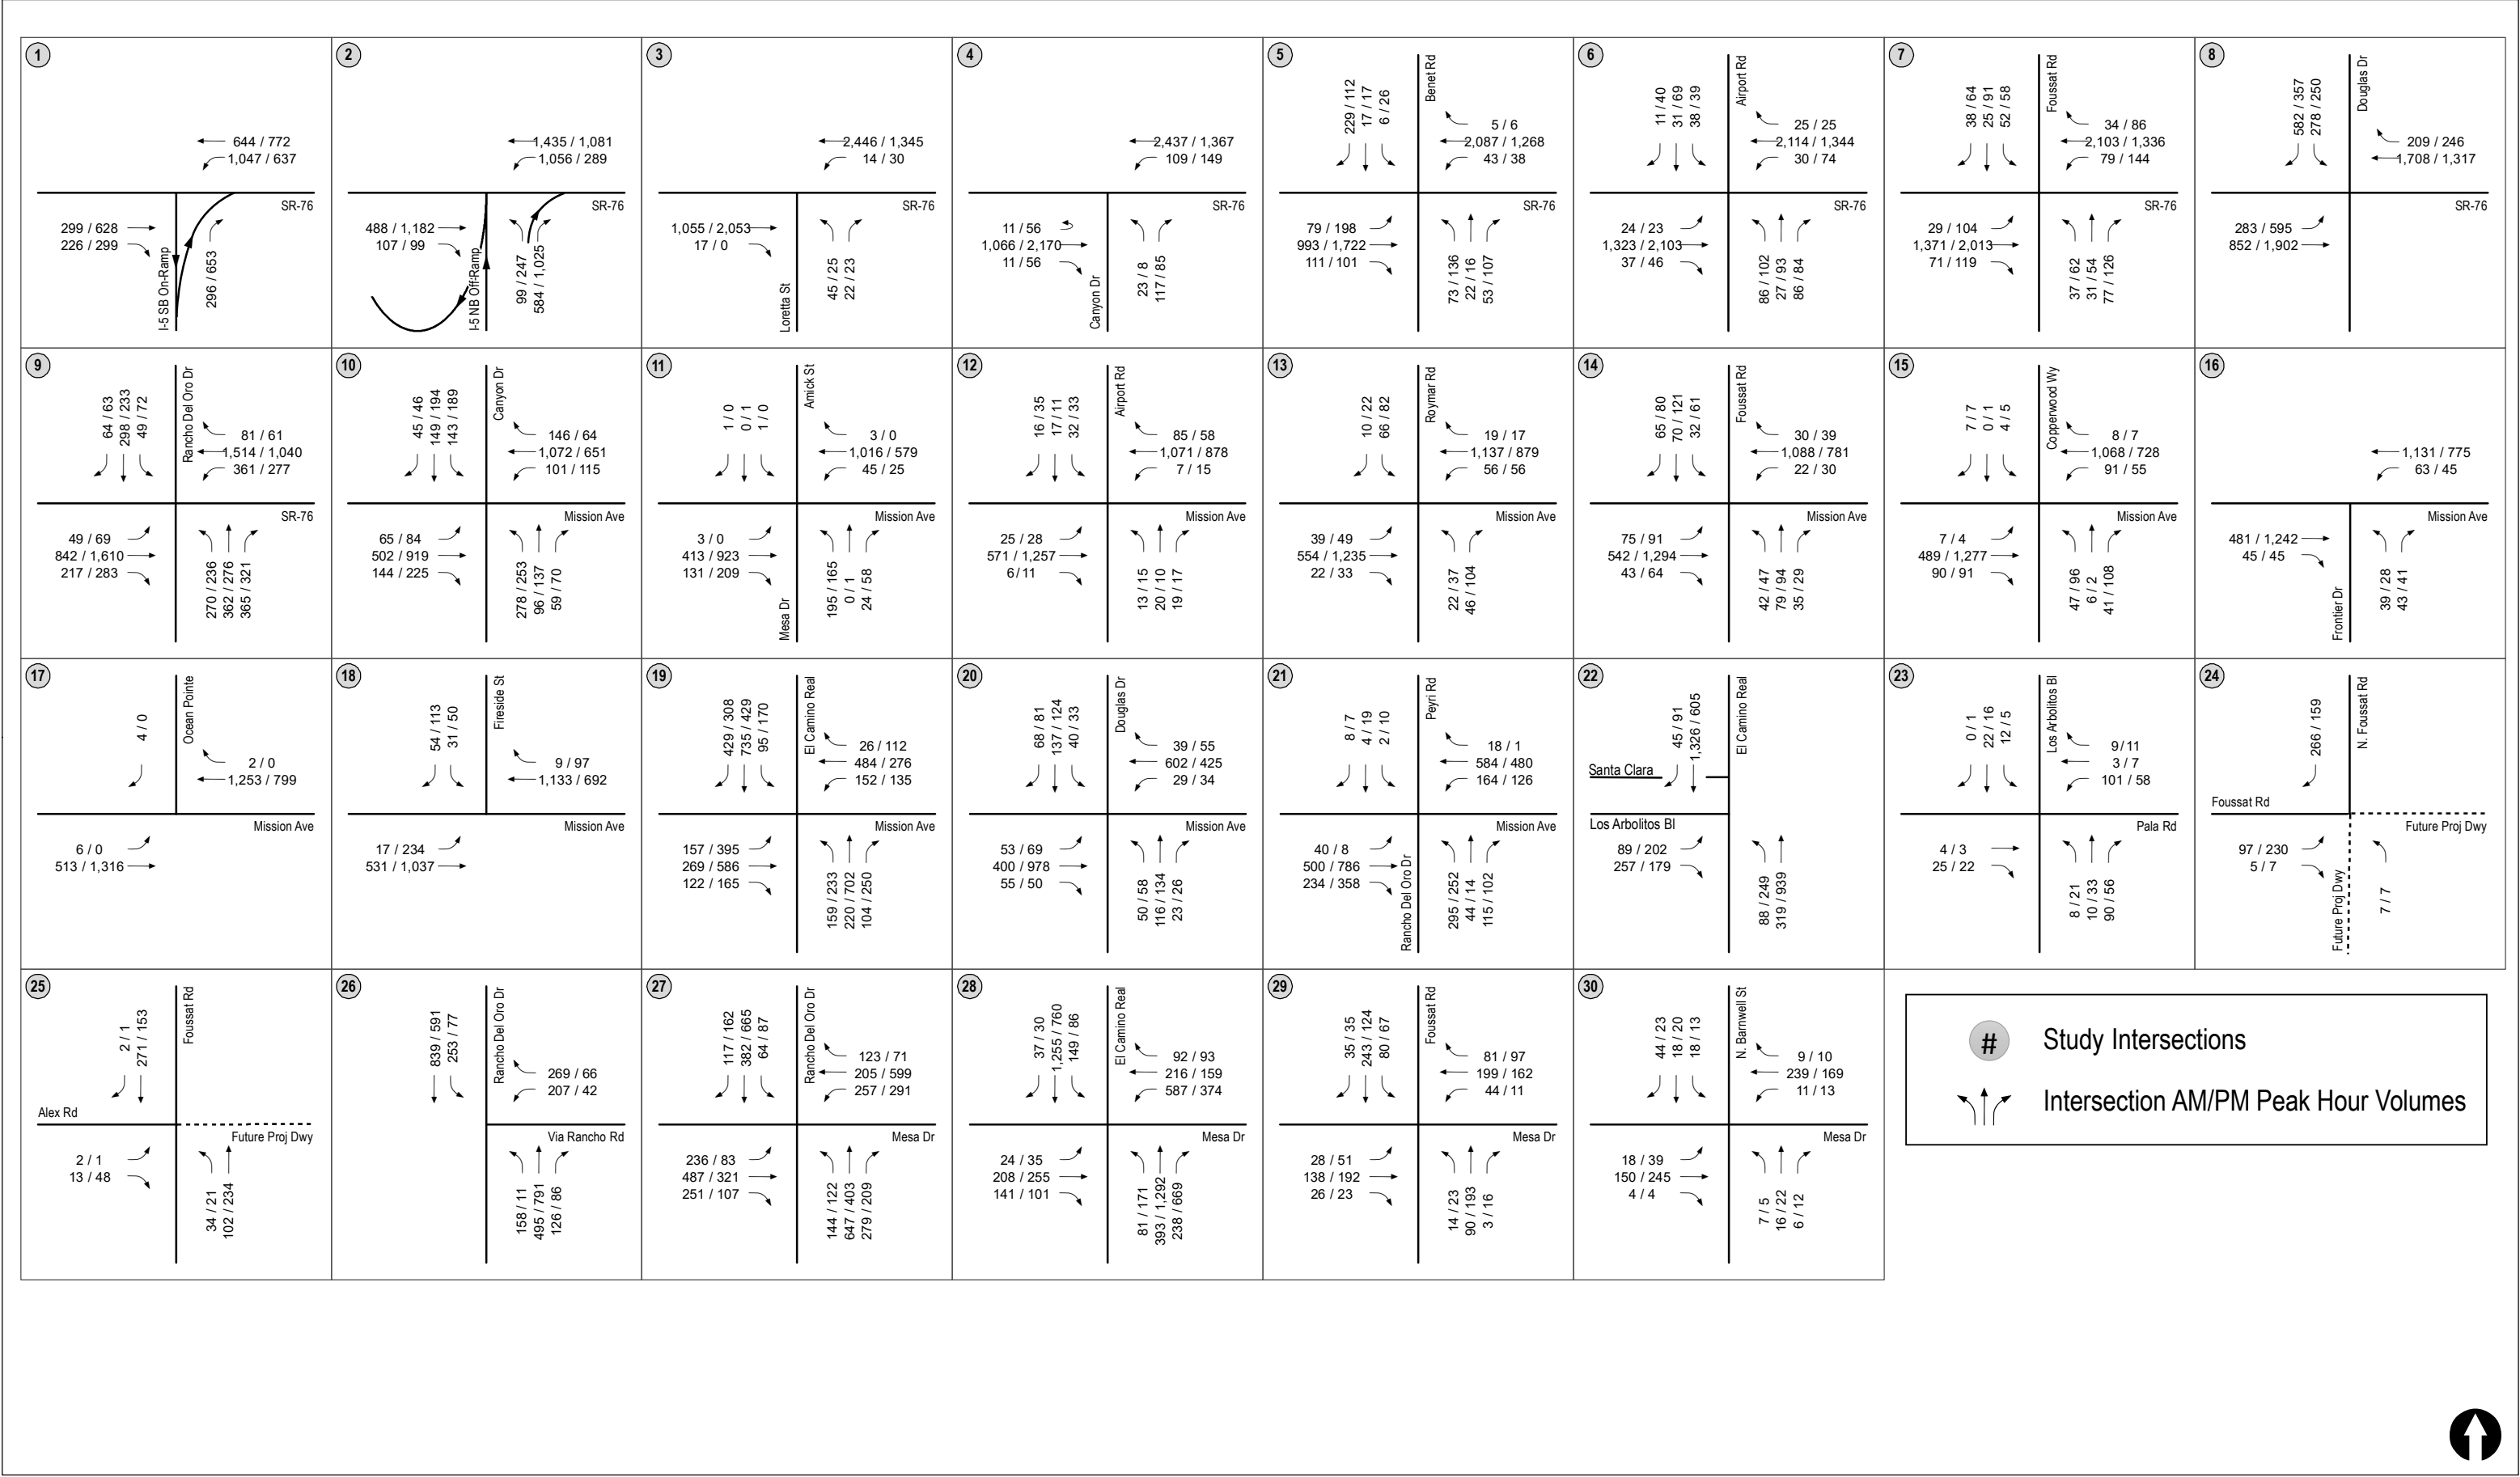 1
644 / 772
1,047 / 637
SR-76
299 / 628
226 / 299
I-5 SB On-Ramp
296 / 653
2
1,435 / 1,081
1,056 / 289
SR-76
488 / 1,182
107 / 99
I-5 NB Off-Ramp
99 / 247
584 / 1,025
3
2,446 / 1,345
14 / 30
SR-76
1,055 / 2,053
17 / 0
Loretta St
45 / 25
22 / 23
4
2,437 / 1,367
109 / 149
SR-76
11 / 56
1,066 / 2,170
11 / 56
Canyon Dr
23 / 8
117 / 85
5
229 / 112
17 / 17
6 / 26
Benet Rd
5 / 6
2,087 / 1,268
43 / 38
SR-76
79 / 198
993 / 1,722
111 / 101
73 / 136
22 / 16
53 / 107
6
11 / 40
31 / 69
38 / 39
Airport Rd
25 / 25
2,114 / 1,344
30 / 74
SR-76
24 / 23
1,323 / 2,103
37 / 46
86 / 102
27 / 93
86 / 84
7
38 / 64
25 / 91
52 / 58
Foussat Rd
34 / 86
2,103 / 1,336
79 / 144
SR-76
29 / 104
1,371 / 2,013
71 / 119
37 / 62
31 / 54
77 / 126
8
582 / 357
278 / 250
Douglas Dr
209 / 246
1,708 / 1,317
SR-76
283 / 595
852 / 1,902
9
64 / 63
298 / 233
49 / 72
Rancho Del Oro Dr
81 / 61
1,514 / 1,040
361 / 277
SR-76
49 / 69
842 / 1,610
217 / 283
270 / 236
362 / 276
365 / 321
10
45 / 46
149 / 194
143 / 189
Canyon Dr
146 / 64
1,072 / 651
101 / 115
Mission Ave
65 / 84
502 / 919
144 / 225
278 / 253
96 / 137
59 / 70
11
1 / 0
0 / 1
1 / 0
Amick St
3 / 0
1,016 / 579
45 / 25
Mission Ave
3 / 0
413 / 923
131 / 209
Mesa Dr
195 / 165
0 / 1
24 / 58
12
16 / 35
17 / 11
32 / 33
Airport Rd
85 / 58
1,071 / 878
7 / 15
Mission Ave
25 / 28
571 / 1,257
6 / 11
13 / 15
20 / 10
19 / 17
13
10 / 22
66 / 82
Roymar Rd
19 / 17
1,137 / 879
56 / 56
Mission Ave
39 / 49
554 / 1,235
22 / 33
22 / 37
46 / 104
14
65 / 80
70 / 121
32 / 61
Foussat Rd
30 / 39
1,088 / 781
22 / 30
Mission Ave
75 / 91
542 / 1,294
43 / 64
42 / 47
79 / 94
35 / 29
15
7 / 7
0 / 1
4 / 5
Copperwood Wy
8 / 7
1,068 / 728
91 / 55
Mission Ave
7 / 4
489 / 1,277
90 / 91
47 / 96
6 / 2
41 / 108
16
1,131 / 775
63 / 45
Mission Ave
481 / 1,242
45 / 45
Frontier Dr
39 / 28
43 / 41
17
4 / 0
Ocean Pointe
2 / 0
1,253 / 799
Mission Ave
6 / 0
513 / 1,316
18
54 / 113
31 / 50
Fireside St
9 / 97
1,133 / 692
Mission Ave
17 / 234
531 / 1,037
19
429 / 308
735 / 429
95 / 170
El Camino Real
26 / 112
484 / 276
152 / 135
Mission Ave
157 / 395
269 / 586
122 / 165
159 / 233
220 / 702
104 / 250
20
68 / 81
137 / 124
40 / 33
Douglas Dr
39 / 55
602 / 425
29 / 34
Mission Ave
53 / 69
400 / 978
55 / 50
50 / 58
116 / 134
23 / 26
21
8 / 7
4 / 19
2 / 10
Peyri Rd
18 / 1
584 / 480
164 / 126
Mission Ave
40 / 8
500 / 786
234 / 358
Rancho Del Oro Dr
295 / 252
44 / 14
115 / 102
22
45 / 91
1,326 / 605
El Camino Real
Santa Clara
Los Arbolitos Bl
89 / 202
257 / 179
88 / 249
319 / 939
23
0 / 1
22 / 16
12 / 5
Los Arbolitos Bl
9 / 11
3 / 7
101 / 58
Pala Rd
4 / 3
25 / 22
8 / 21
10 / 33
90 / 56
24
266 / 159
N. Foussat Rd
Foussat Rd
Future Proj Dwy
97 / 230
5 / 7
Future Proj Dwy
7 / 7
25
2 / 1
271 / 153
Foussat Rd
Alex Rd
Future Proj Dwy
2 / 1
13 / 48
34 / 21
102 / 234
26
839 / 591
253 / 77
Rancho Del Oro Dr
269 / 66
207 / 42
Via Rancho Rd
158 / 11
495 / 791
126 / 86
27
117 / 162
382 / 665
64 / 87
Rancho Del Oro Dr
123 / 71
205 / 599
257 / 291
Mesa Dr
236 / 83
487 / 321
251 / 107
144 / 122
647 / 403
279 / 209
28
37 / 30
1,255 / 760
149 / 86
El Camino Real
92 / 93
216 / 159
587 / 374
Mesa Dr
24 / 35
208 / 255
141 / 101
81 / 171
393 / 1,292
238 / 669
29
35 / 35
243 / 124
80 / 67
Foussat Rd
81 / 97
199 / 162
44 / 11
Mesa Dr
28 / 51
138 / 192
26 / 23
14 / 23
90 / 193
3 / 16
30
44 / 23
18 / 20
18 / 13
N. Barnwell St
9 / 10
239 / 169
11 / 13
Mesa Dr
18 / 39
150 / 245
4 / 4
7 / 5
16 / 22
6 / 12
# Study Intersections
Intersection AM/PM Peak Hour Volumes